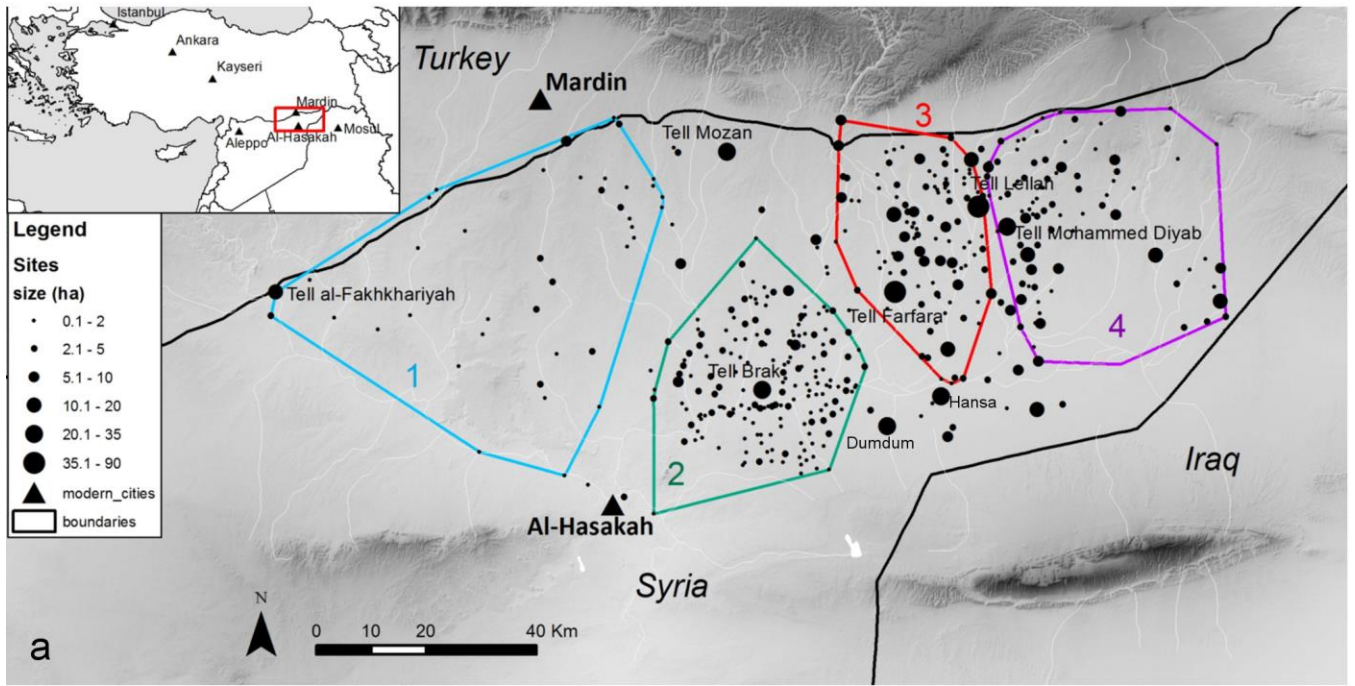 Istanbul
Ankara
Kayseri
Mardin
Al-Hasakah
Aleppo
Mosul
Legend
Sites
size (ha)
0.1 - 2
2.1 - 5
5.1 - 10
10.1 - 20
20.1 - 35
35.1 - 90
modern_cities
boundaries
Turkey
Mardin
Tell Mozan
3
Tell Leilan
Tell Mohammed Diyab
Tell al-Fakhkhariyah
Tell Farfara
4
1
Tell Brak
Hansa
Dumdum
2
Iraq
Al-Hasakah
Syria
N
0 10 20 40 Km
a